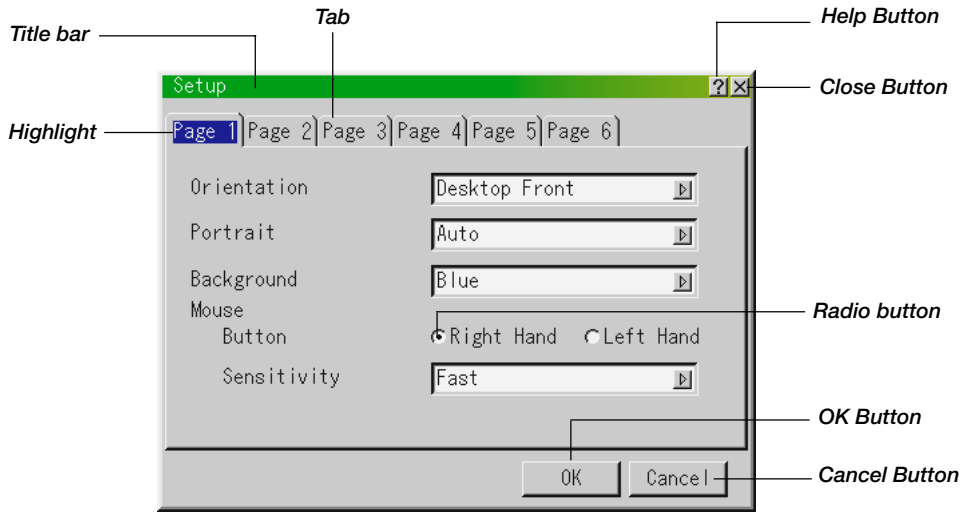 Tab
Help Button
Title bar
Setup
? ×
Close Button
Highlight
Page 1 Page 2 Page 3 Page 4 Page 5 Page 6
Orientation Desktop Front
Portrait Auto
Background Blue
Mouse
Radio button
Button Right Hand Left Hand
Sensitivity Fast
OK Button
OK Cancel
Cancel Button